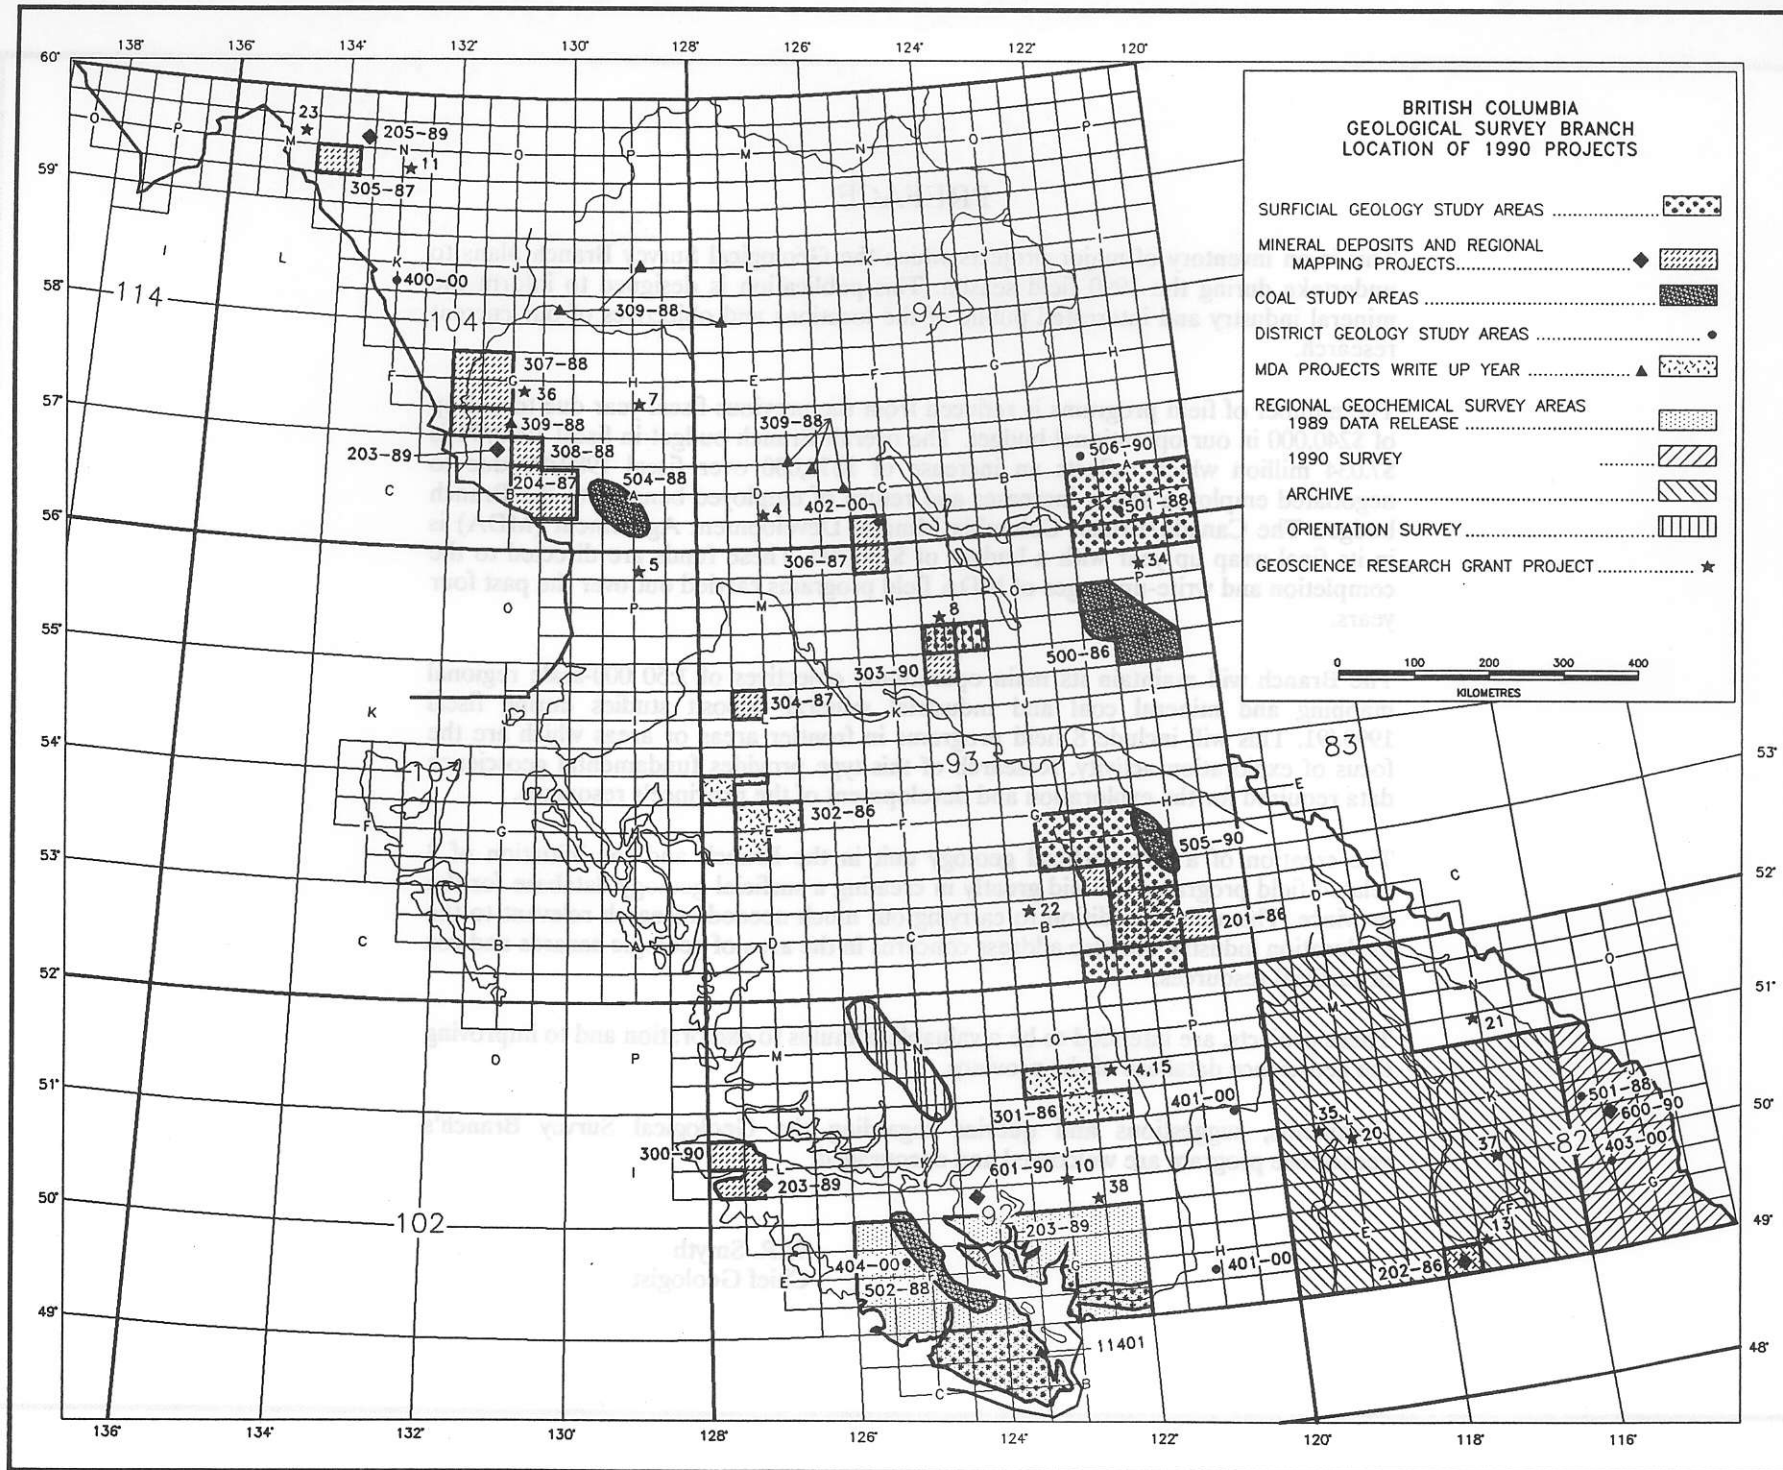 138° 136° 134° 132° 130° 128° 126° 124° 122° 120°
60°
59°
58°
57°
56°
55°
54°
53°
52°
51°
50°
49°
BRITISH COLUMBIA
GEOLOGICAL SURVEY BRANCH
LOCATION OF 1990 PROJECTS
SURFICIAL GEOLOGY STUDY AREAS
MINERAL DEPOSITS AND REGIONAL
MAPPING PROJECTS
COAL STUDY AREAS
DISTRICT GEOLOGY STUDY AREAS
MDA PROJECTS WRITE UP YEAR
REGIONAL GEOCHEMICAL SURVEY AREAS
1989 DATA RELEASE
1990 SURVEY
ARCHIVE
ORIENTATION SURVEY
GEOSCIENCE RESEARCH GRANT PROJECT
0 100 200 300 400
KILOMETRES
O P 23 M 205-89 N 11 O P M N O P
305-87
I L K 400-00 J L K J I
114 104 309-88 94
F 307-88 G 36 H 7 E F G H
309-88
203-89 308-88
309-88
C 204-87 B 504-88 A D 4 402-00 C B 506-90 A
501-88
5 306-87 34
O P M N O P
8
303-90 500-86
304-87
K J L K J
103 93 83
53°
F G H 302-86 E F G H 505-90 E
52°
C B D C 22 B A 201-86 D C
51°
O P M N O P M N O
21
14,15
301-86 401-00
50°
300-90 L K J 35 L 20 K 37 82 J 501-88
600-90
403-00
I 203-89 601-90 10 38
102 92 203-89 G
49°
E 404-00 F G H 401-00 E F 13
502-88 202-86
11401
48°
C B
136° 134° 132° 130° 128° 126° 124° 122° 120° 118° 116°